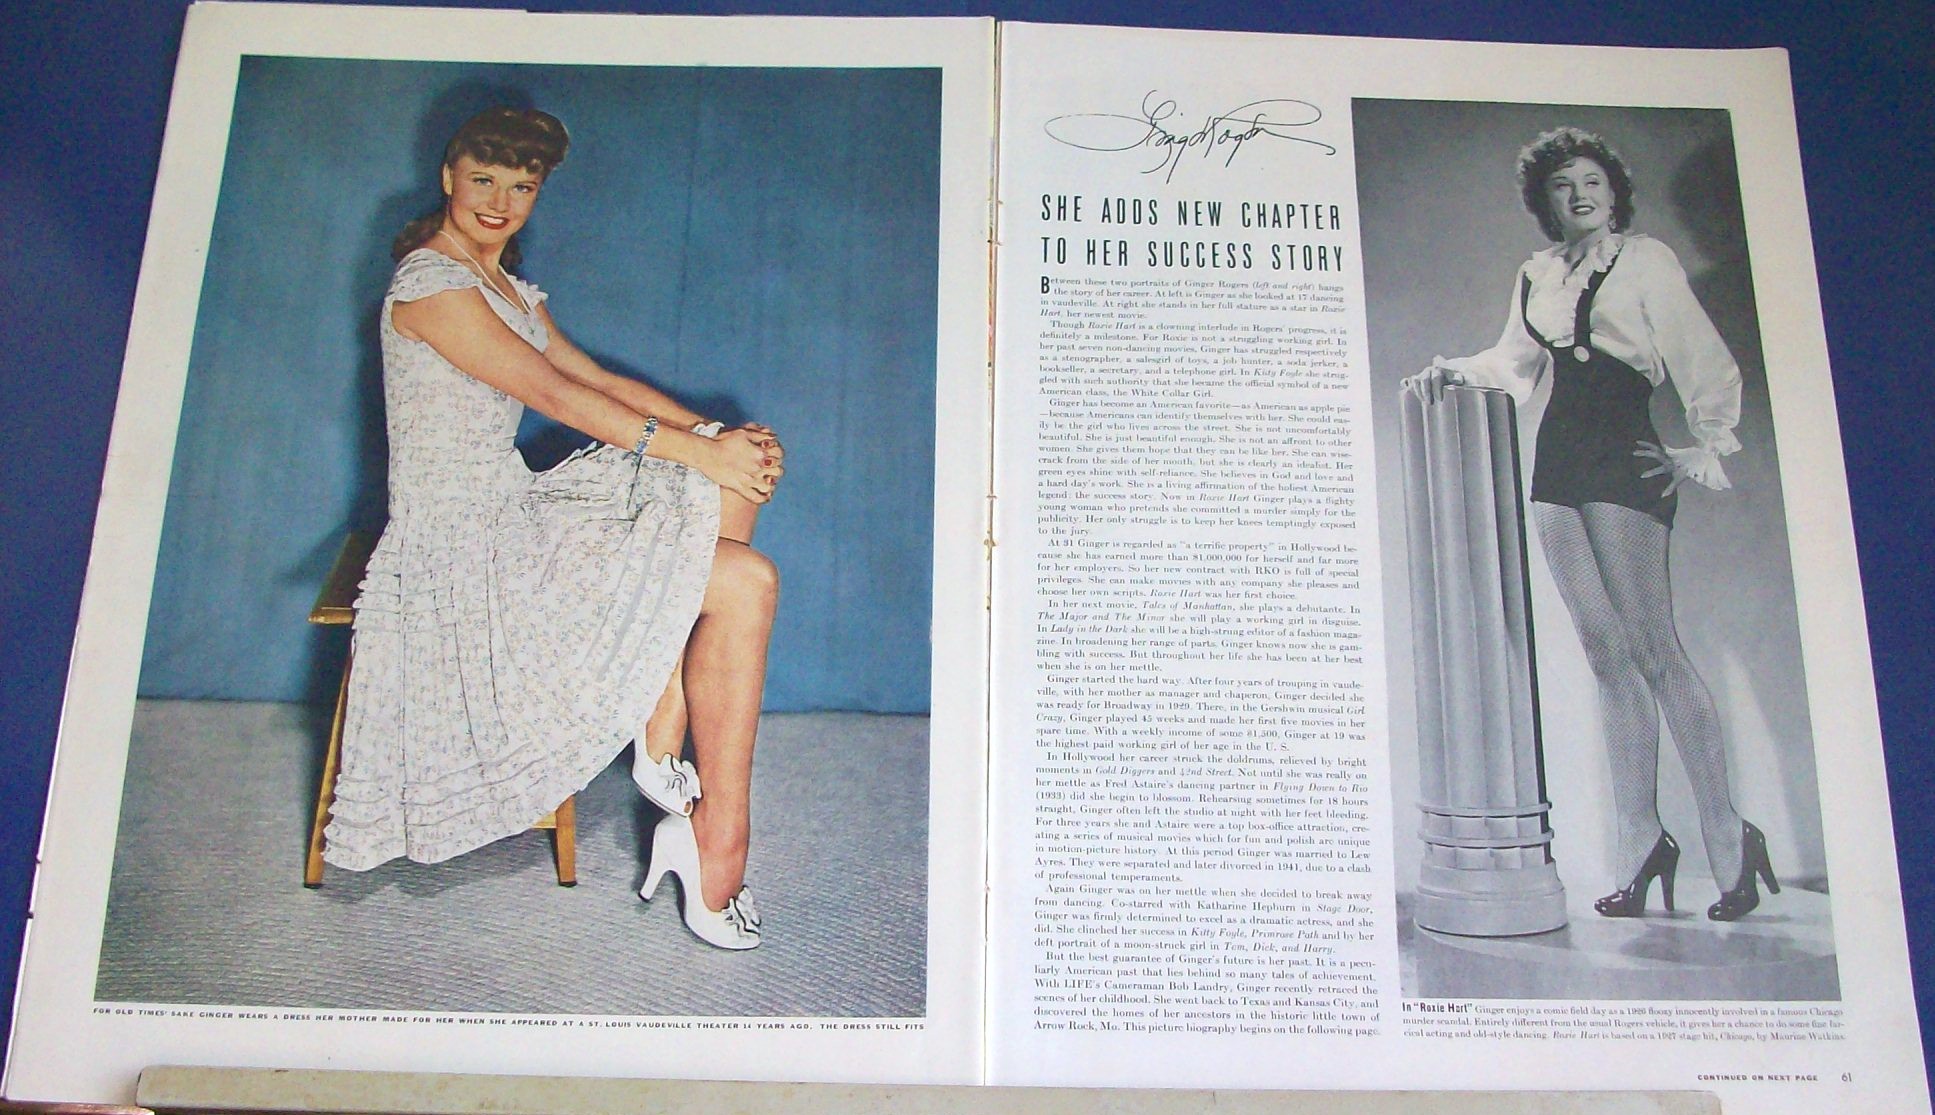 FOR OLD TIMES' SAKE GINGER WEARS A DRESS HER MOTHER MADE FOR HER WHEN SHE APPEARED AT A ST. LOUIS VAUDEVILLE THEATER 14 YEARS AGO. THE DRESS STILL FITS
Ginger Rogers
SHE ADDS NEW CHAPTER
TO HER SUCCESS STORY
Between these two portraits of Ginger Rogers (left and right) hangs
the story of her career. At left is Ginger as she looked at 17 dancing
in vaudeville. At right she stands in her full stature as a star in Roxie
Hart, her newest movie.
Though Roxie Hart is a clowning interlude in Rogers' progress, it is
definitely a milestone. For Roxie is not a struggling working girl. In
her past seven non-dancing movies, Ginger has struggled respectively
as a stenographer, a salesgirl of toys, a job hunter, a soda jerker, a
bookseller, a secretary, and a telephone girl. In Kitty Foyle she strug-
gled with such authority that she became the official symbol of a new
American class, the White Collar Girl.
Ginger has become an American favorite—as American as apple pie
—because Americans can identify themselves with her. She could eas-
ily be the girl who lives across the street. She is not uncomfortably
beautiful. She is just beautiful enough. She is not an affront to other
women. She gives them hope that they can be like her. She can wise-
crack from the side of her mouth, but she is clearly an idealist. Her
green eyes shine with self-reliance. She believes in God and love and
a hard day's work. She is a living affirmation of the holiest American
legend: the success story. Now in Roxie Hart Ginger plays a flighty
young woman who pretends she committed a murder simply for the
publicity. Her only struggle is to keep her knees temptingly exposed
to the jury.
At 31 Ginger is regarded as "a terrific property" in Hollywood be-
cause she has earned more than $1,000,000 for herself and far more
for her employers. So her new contract with RKO is full of special
privileges. She can make movies with any company she pleases and
choose her own scripts. Roxie Hart was her first choice.
In her next movie, Tales of Manhattan, she plays a debutante. In
The Major and The Minor she will play a working girl in disguise.
In Lady in the Dark she will be a high-strung editor of a fashion maga-
zine. In broadening her range of parts, Ginger knows now she is gam-
bling with success. But throughout her life she has been at her best
when she is on her mettle.
Ginger started the hard way. After four years of trouping in vaude-
ville, with her mother as manager and chaperon, Ginger decided she
was ready for Broadway in 1929. There, in the Gershwin musical Girl
Crazy, Ginger played 45 weeks and made her first five movies in her
spare time. With a weekly income of some $1,500, Ginger at 19 was
the highest paid working girl of her age in the U. S.
In Hollywood her career struck the doldrums, relieved by bright
moments in Gold Diggers and 42nd Street. Not until she was really on
her mettle as Fred Astaire's dancing partner in Flying Down to Rio
(1933) did she begin to blossom. Rehearsing sometimes for 18 hours
straight, Ginger often left the studio at night with her feet bleeding.
For three years she and Astaire were a top box-office attraction, cre-
ating a series of musical movies which for fun and polish are unique
in motion-picture history. At this period Ginger was married to Lew
Ayres. They were separated and later divorced in 1941, due to a clash
of professional temperaments.
Again Ginger was on her mettle when she decided to break away
from dancing. Co-starred with Katharine Hepburn in Stage Door,
Ginger was firmly determined to excel as a dramatic actress, and she
did. She clinched her success in Kitty Foyle, Primrose Path and by her
deft portrait of a moon-struck girl in Tom, Dick, and Harry.
But the best guarantee of Ginger's future is her past. It is a pecu-
liarly American past that lies behind so many tales of achievement.
With LIFE's Cameraman Bob Landry, Ginger recently retraced the
scenes of her childhood. She went back to Texas and Kansas City, and
discovered the homes of her ancestors in the historic little town of
Arrow Rock, Mo. This picture biography begins on the following page.
In "Roxie Hart" Ginger enjoys a comic field day as a 1926 floozy innocently involved in a famous Chicago
murder scandal. Entirely different from the usual Rogers vehicle, it gives her a chance to do some fine far-
cical acting and old-style dancing. Roxie Hart is based on a 1927 stage hit, Chicago, by Maurine Watkins.
CONTINUED ON NEXT PAGE 61